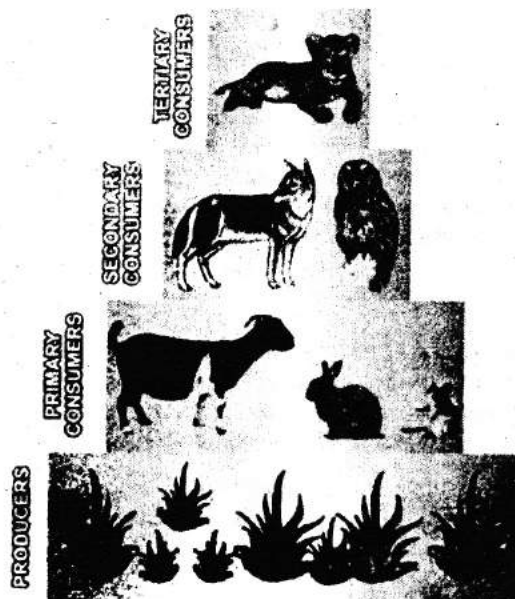 TERTIARY
CONSUMERS
SECONDARY
CONSUMERS
PRIMARY
CONSUMERS
PRODUCERS